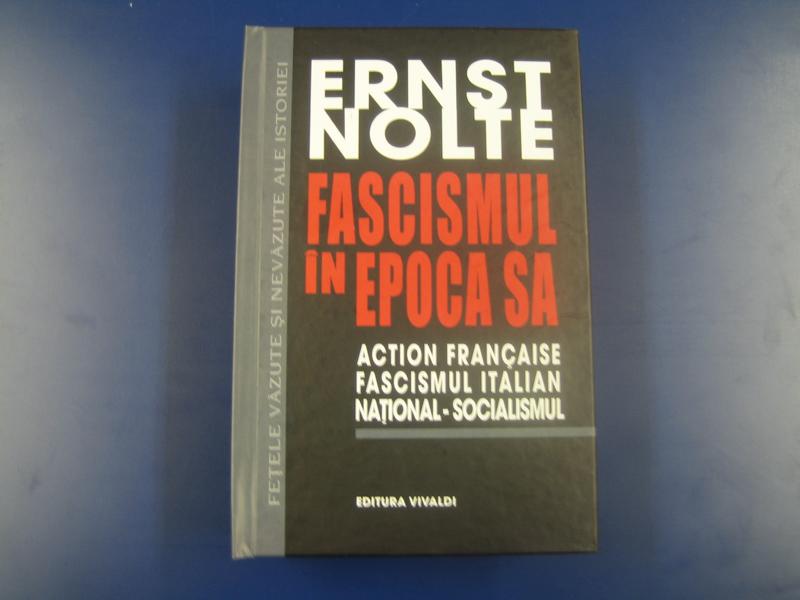 FEȚELE VĂZUTE ȘI NEVĂZUTE ALE ISTORIEI
ERNST
NOLTE
FASCISMUL
ÎN EPOCA SA
ACTION FRANÇAISE
FASCISMUL ITALIAN
NAȚIONAL-SOCIALISMUL
EDITURA VIVALDI